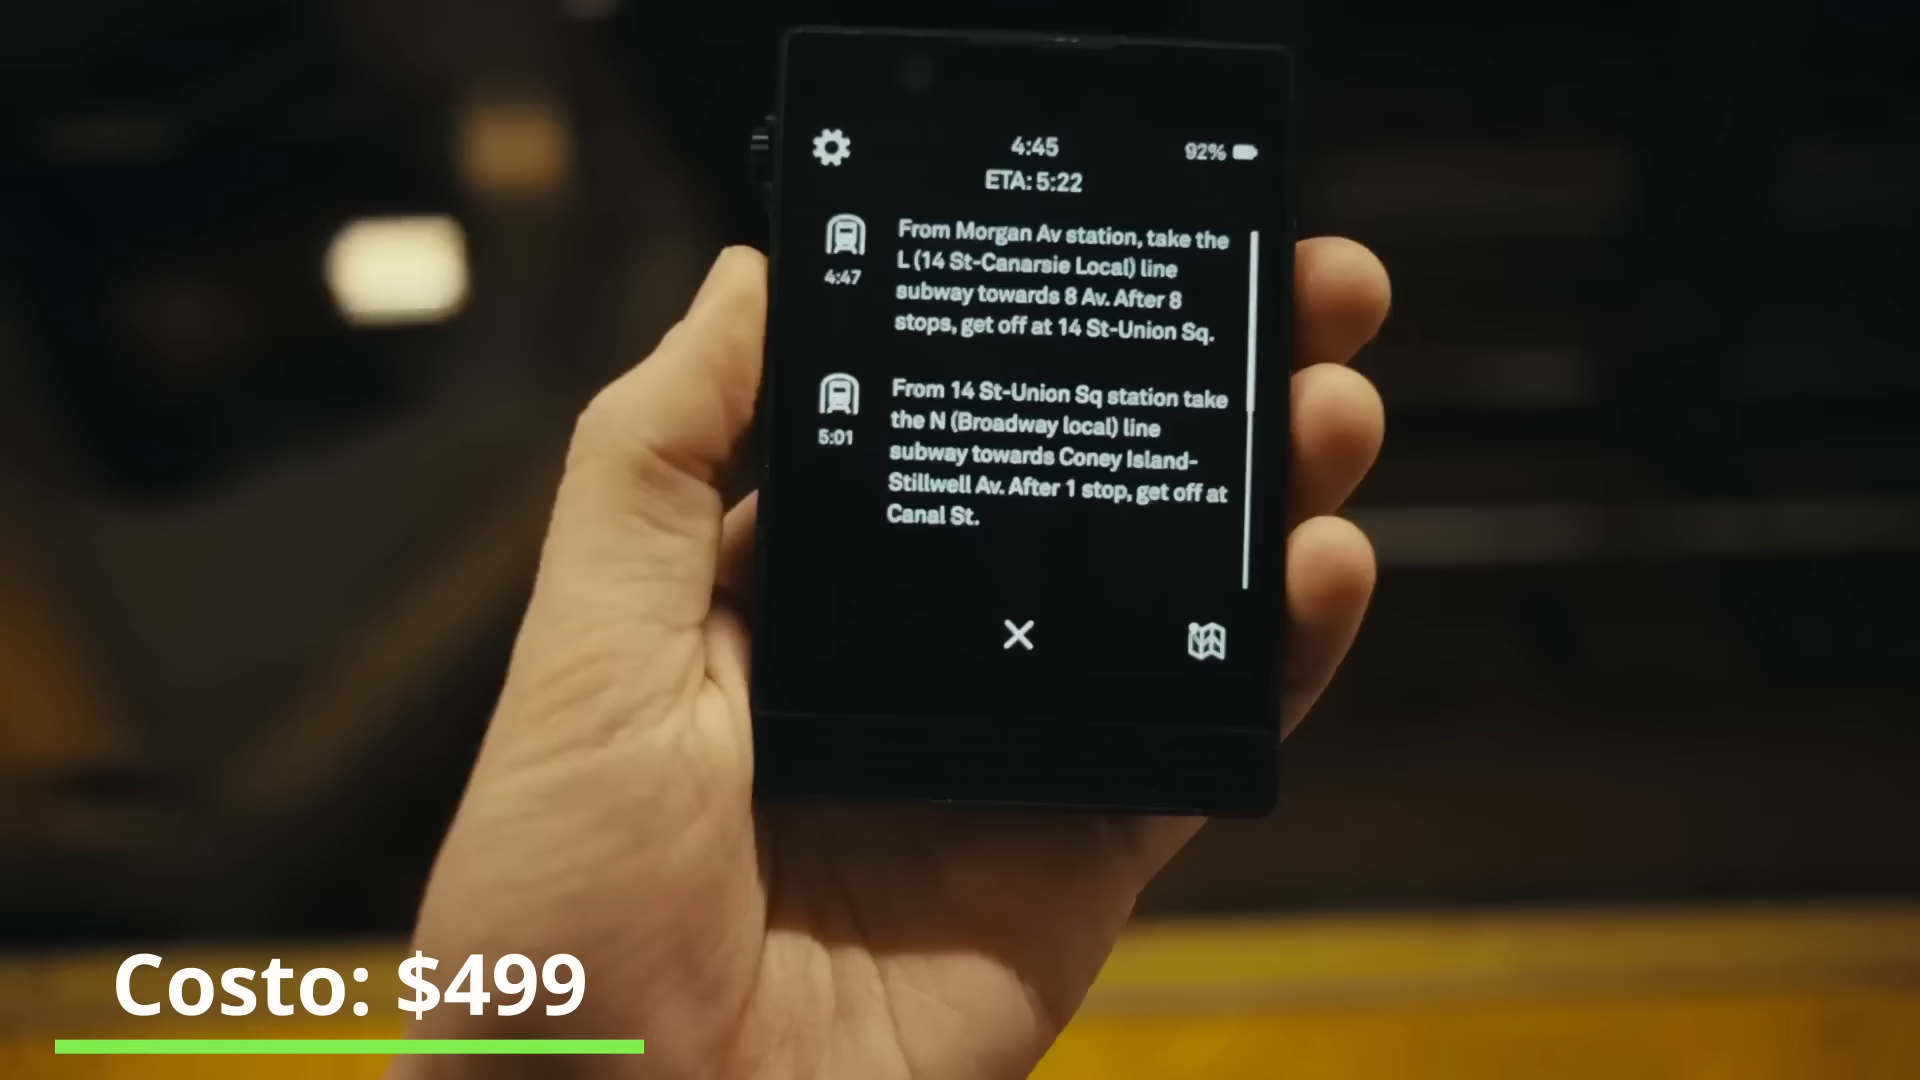 4:45
92%
ETA: 5:22
From Morgan Av station, take the
L (14 St-Canarsie Local) line
subway towards 8 Av. After 8
stops, get off at 14 St-Union Sq.
4:47
From 14 St-Union Sq station take
the N (Broadway local) line
subway towards Coney Island-
Stillwell Av. After 1 stop, get off at
Canal St.
5:01
Costo: $499